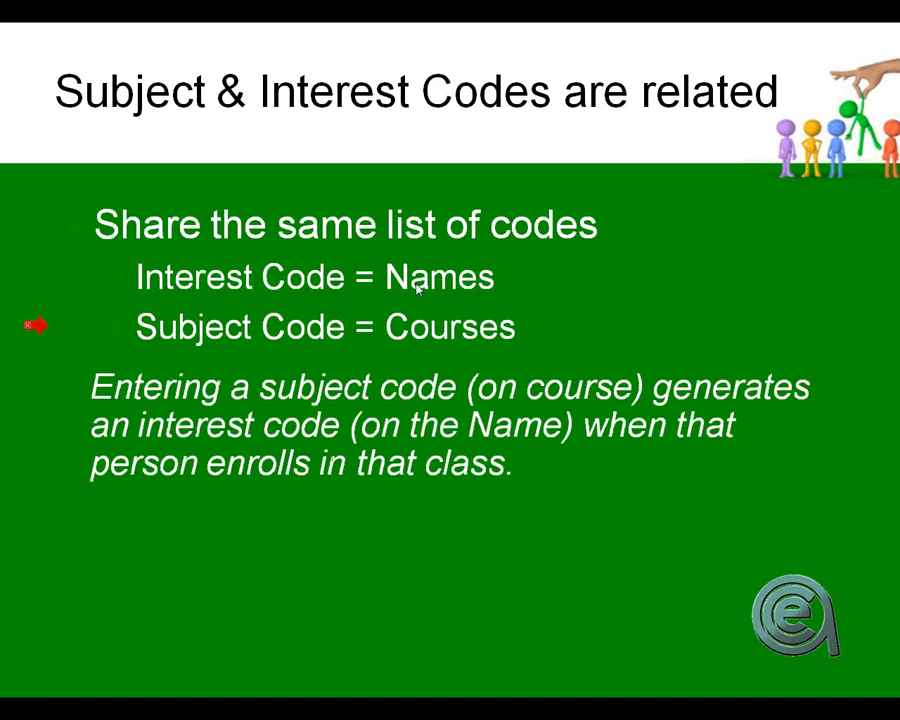 Subject & Interest Codes are related
Share the same list of codes
Interest Code = Names
Subject Code = Courses
Entering a subject code (on course) generates
an interest code (on the Name) when that
person enrolls in that class.